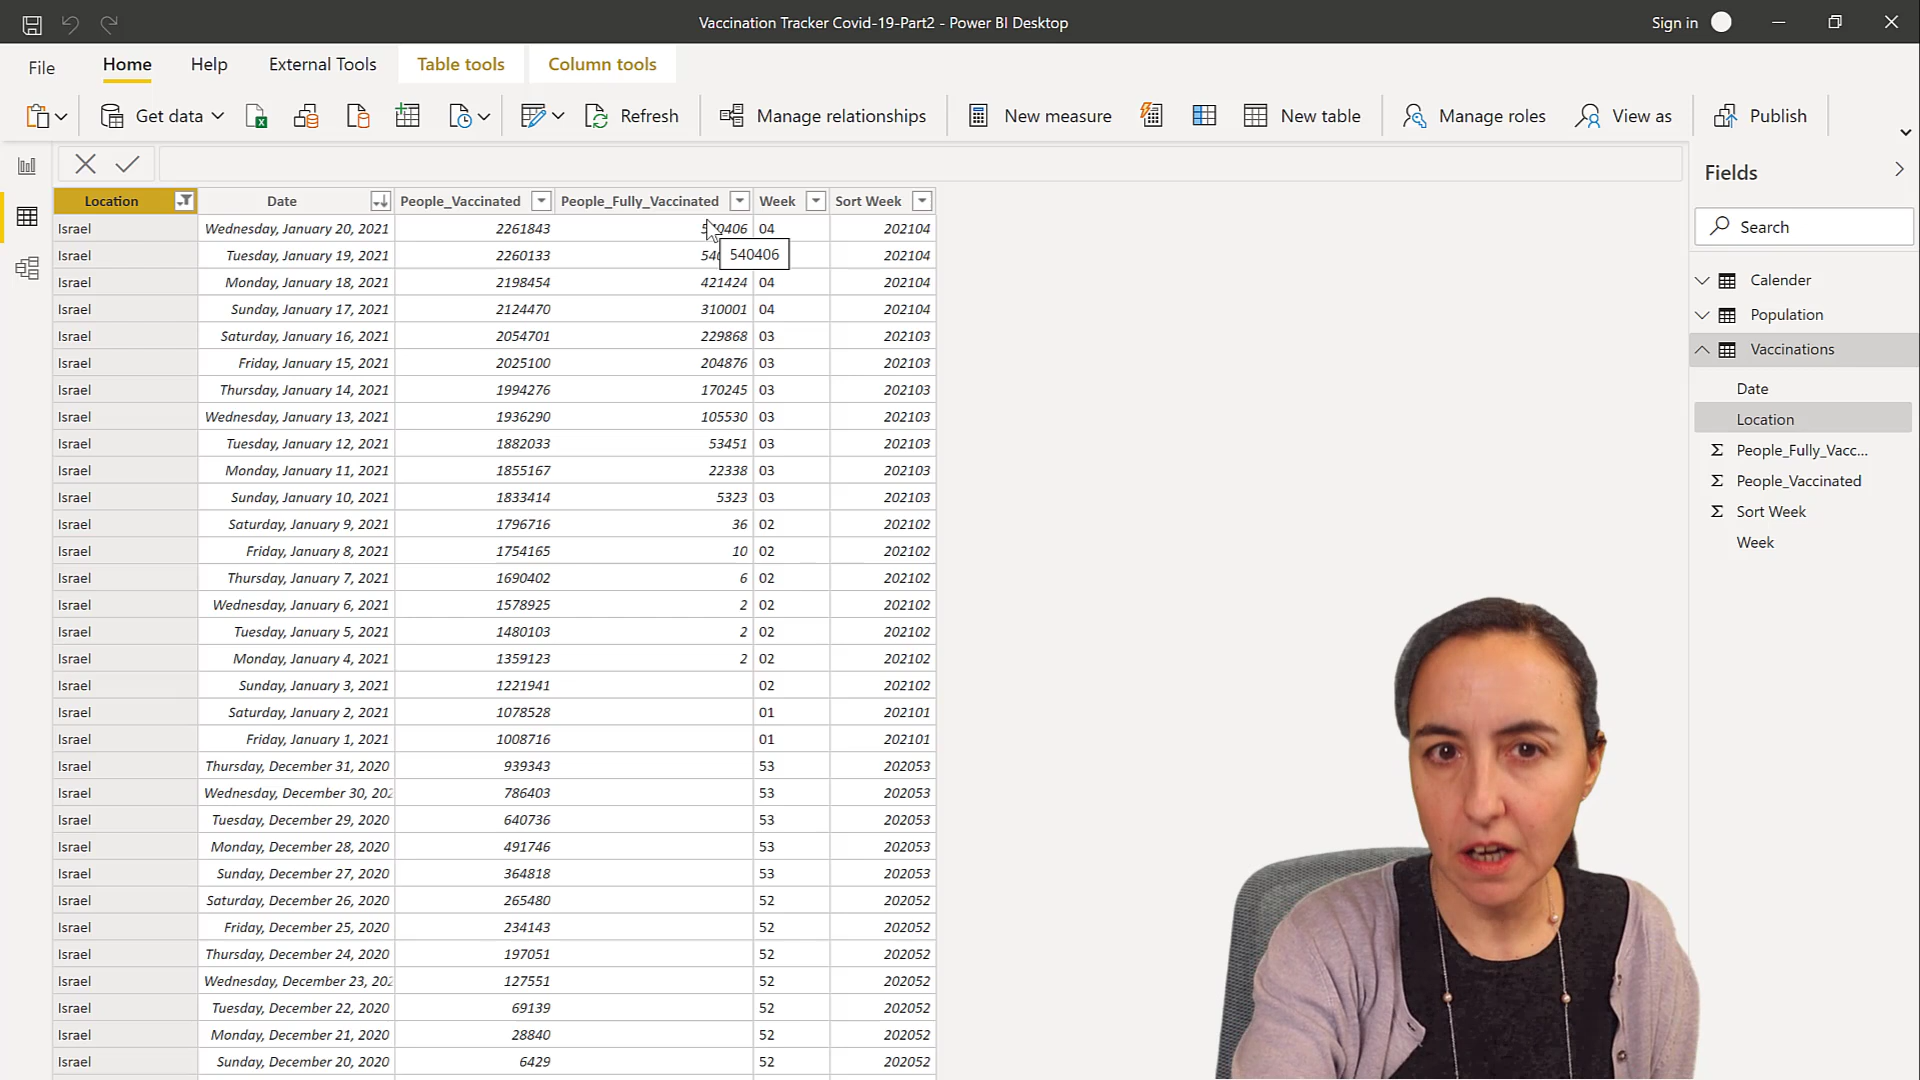 Vaccination Tracker Covid-19-Part2 - Power BI Desktop
Sign in
File Home Help External Tools Table tools Column tools
Get data Refresh Manage relationships New measure New table Manage roles View as Publish
Location Date People_Vaccinated People_Fully_Vaccinated Week Sort Week
Israel Wednesday, January 20, 2021 2261843 04 202104
Israel Tuesday, January 19, 2021 2260133 202104
540406
Israel Monday, January 18, 2021 2198454 421424 04 202104
Israel Sunday, January 17, 2021 2124470 310001 04 202104
Israel Saturday, January 16, 2021 2054701 229868 03 202103
Israel Friday, January 15, 2021 2025100 204876 03 202103
Israel Thursday, January 14, 2021 1994276 170245 03 202103
Israel Wednesday, January 13, 2021 1936290 105530 03 202103
Israel Tuesday, January 12, 2021 1882033 53451 03 202103
Israel Monday, January 11, 2021 1855167 22338 03 202103
Israel Sunday, January 10, 2021 1833414 5323 03 202103
Israel Saturday, January 9, 2021 1796716 36 02 202102
Israel Friday, January 8, 2021 1754165 10 02 202102
Israel Thursday, January 7, 2021 1690402 6 02 202102
Israel Wednesday, January 6, 2021 1578925 2 02 202102
Israel Tuesday, January 5, 2021 1480103 2 02 202102
Israel Monday, January 4, 2021 1359123 2 02 202102
Israel Sunday, January 3, 2021 1221941 02 202102
Israel Saturday, January 2, 2021 1078528 01 202101
Israel Friday, January 1, 2021 1008716 01 202101
Israel Thursday, December 31, 2020 939343 53 202053
Israel Wednesday, December 30, 202 786403 53 202053
Israel Tuesday, December 29, 2020 640736 53 202053
Israel Monday, December 28, 2020 491746 53 202053
Israel Sunday, December 27, 2020 364818 53 202053
Israel Saturday, December 26, 2020 265480 52 202052
Israel Friday, December 25, 2020 234143 52 202052
Israel Thursday, December 24, 2020 197051 52 202052
Israel Wednesday, December 23, 202 127551 52 202052
Israel Tuesday, December 22, 2020 69139 52 202052
Israel Monday, December 21, 2020 28840 52 202052
Israel Sunday, December 20, 2020 6429 52 202052
Fields
Search
Calender
Population
Vaccinations
Date
Location
Σ People_Fully_Vacc...
Σ People_Vaccinated
Σ Sort Week
Week